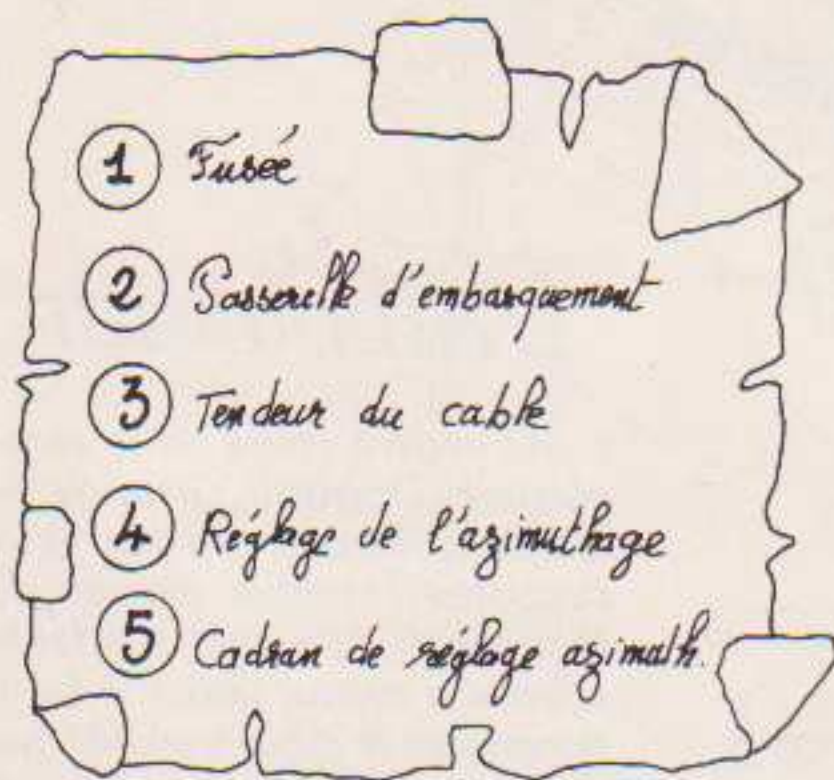 1 Fusée
2 Passerelle d'embarquement
3 Tendeur du cable
4 Réglage de l'azimuthage
5 Cadran de réglage azimuth.